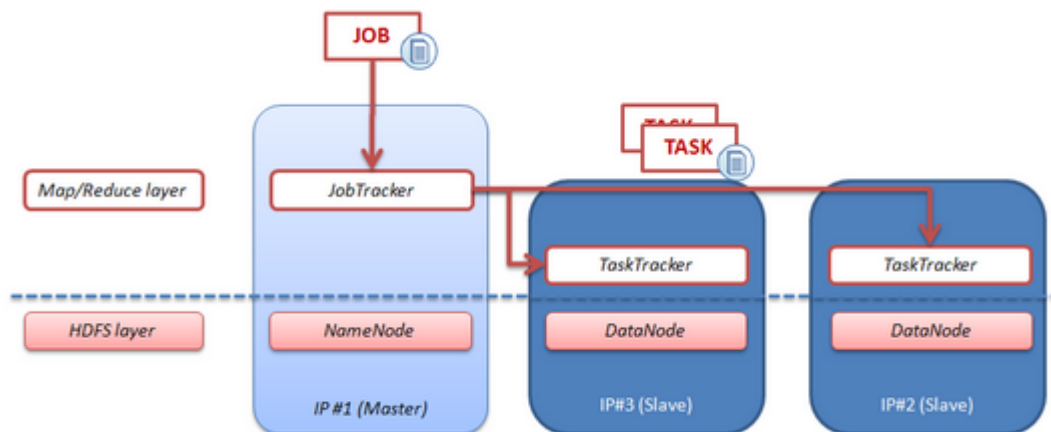 JOB
TASK
TASK
Map/Reduce layer
JobTracker
TaskTracker
TaskTracker
HDFS layer
NameNode
DataNode
DataNode
IP #1 (Master)
IP#3 (Slave)
IP#2 (Slave)